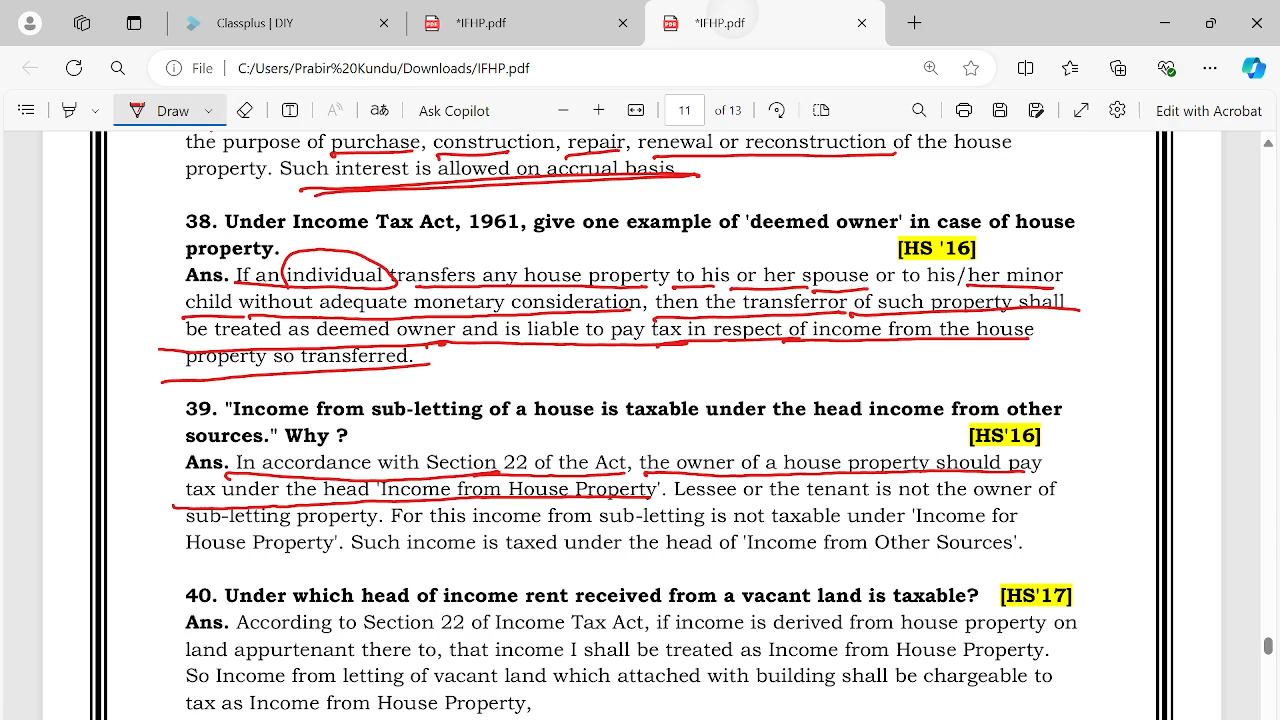 Classplus | DIY
*IFHP.pdf
*IFHP.pdf
File
C:/Users/Prabir%20Kundu/Downloads/IFHP.pdf
Draw
Ask Copilot
11
of 13
Edit with Acrobat
the purpose of purchase, construction, repair, renewal or reconstruction of the house
property. Such interest is allowed on accrual basis
38. Under Income Tax Act, 1961, give one example of 'deemed owner' in case of house
property. [HS '16]
Ans. If an individual transfers any house property to his or her spouse or to his/her minor
child without adequate monetary consideration, then the transferror of such property shall
be treated as deemed owner and is liable to pay tax in respect of income from the house
property so transferred.
39. "Income from sub-letting of a house is taxable under the head income from other
sources." Why ? [HS'16]
Ans. In accordance with Section 22 of the Act, the owner of a house property should pay
tax under the head 'Income from House Property'. Lessee or the tenant is not the owner of
sub-letting property. For this income from sub-letting is not taxable under 'Income for
House Property'. Such income is taxed under the head of 'Income from Other Sources'.
40. Under which head of income rent received from a vacant land is taxable? [HS'17]
Ans. According to Section 22 of Income Tax Act, if income is derived from house property on
land appurtenant there to, that income I shall be treated as Income from House Property.
So Income from letting of vacant land which attached with building shall be chargeable to
tax as Income from House Property,